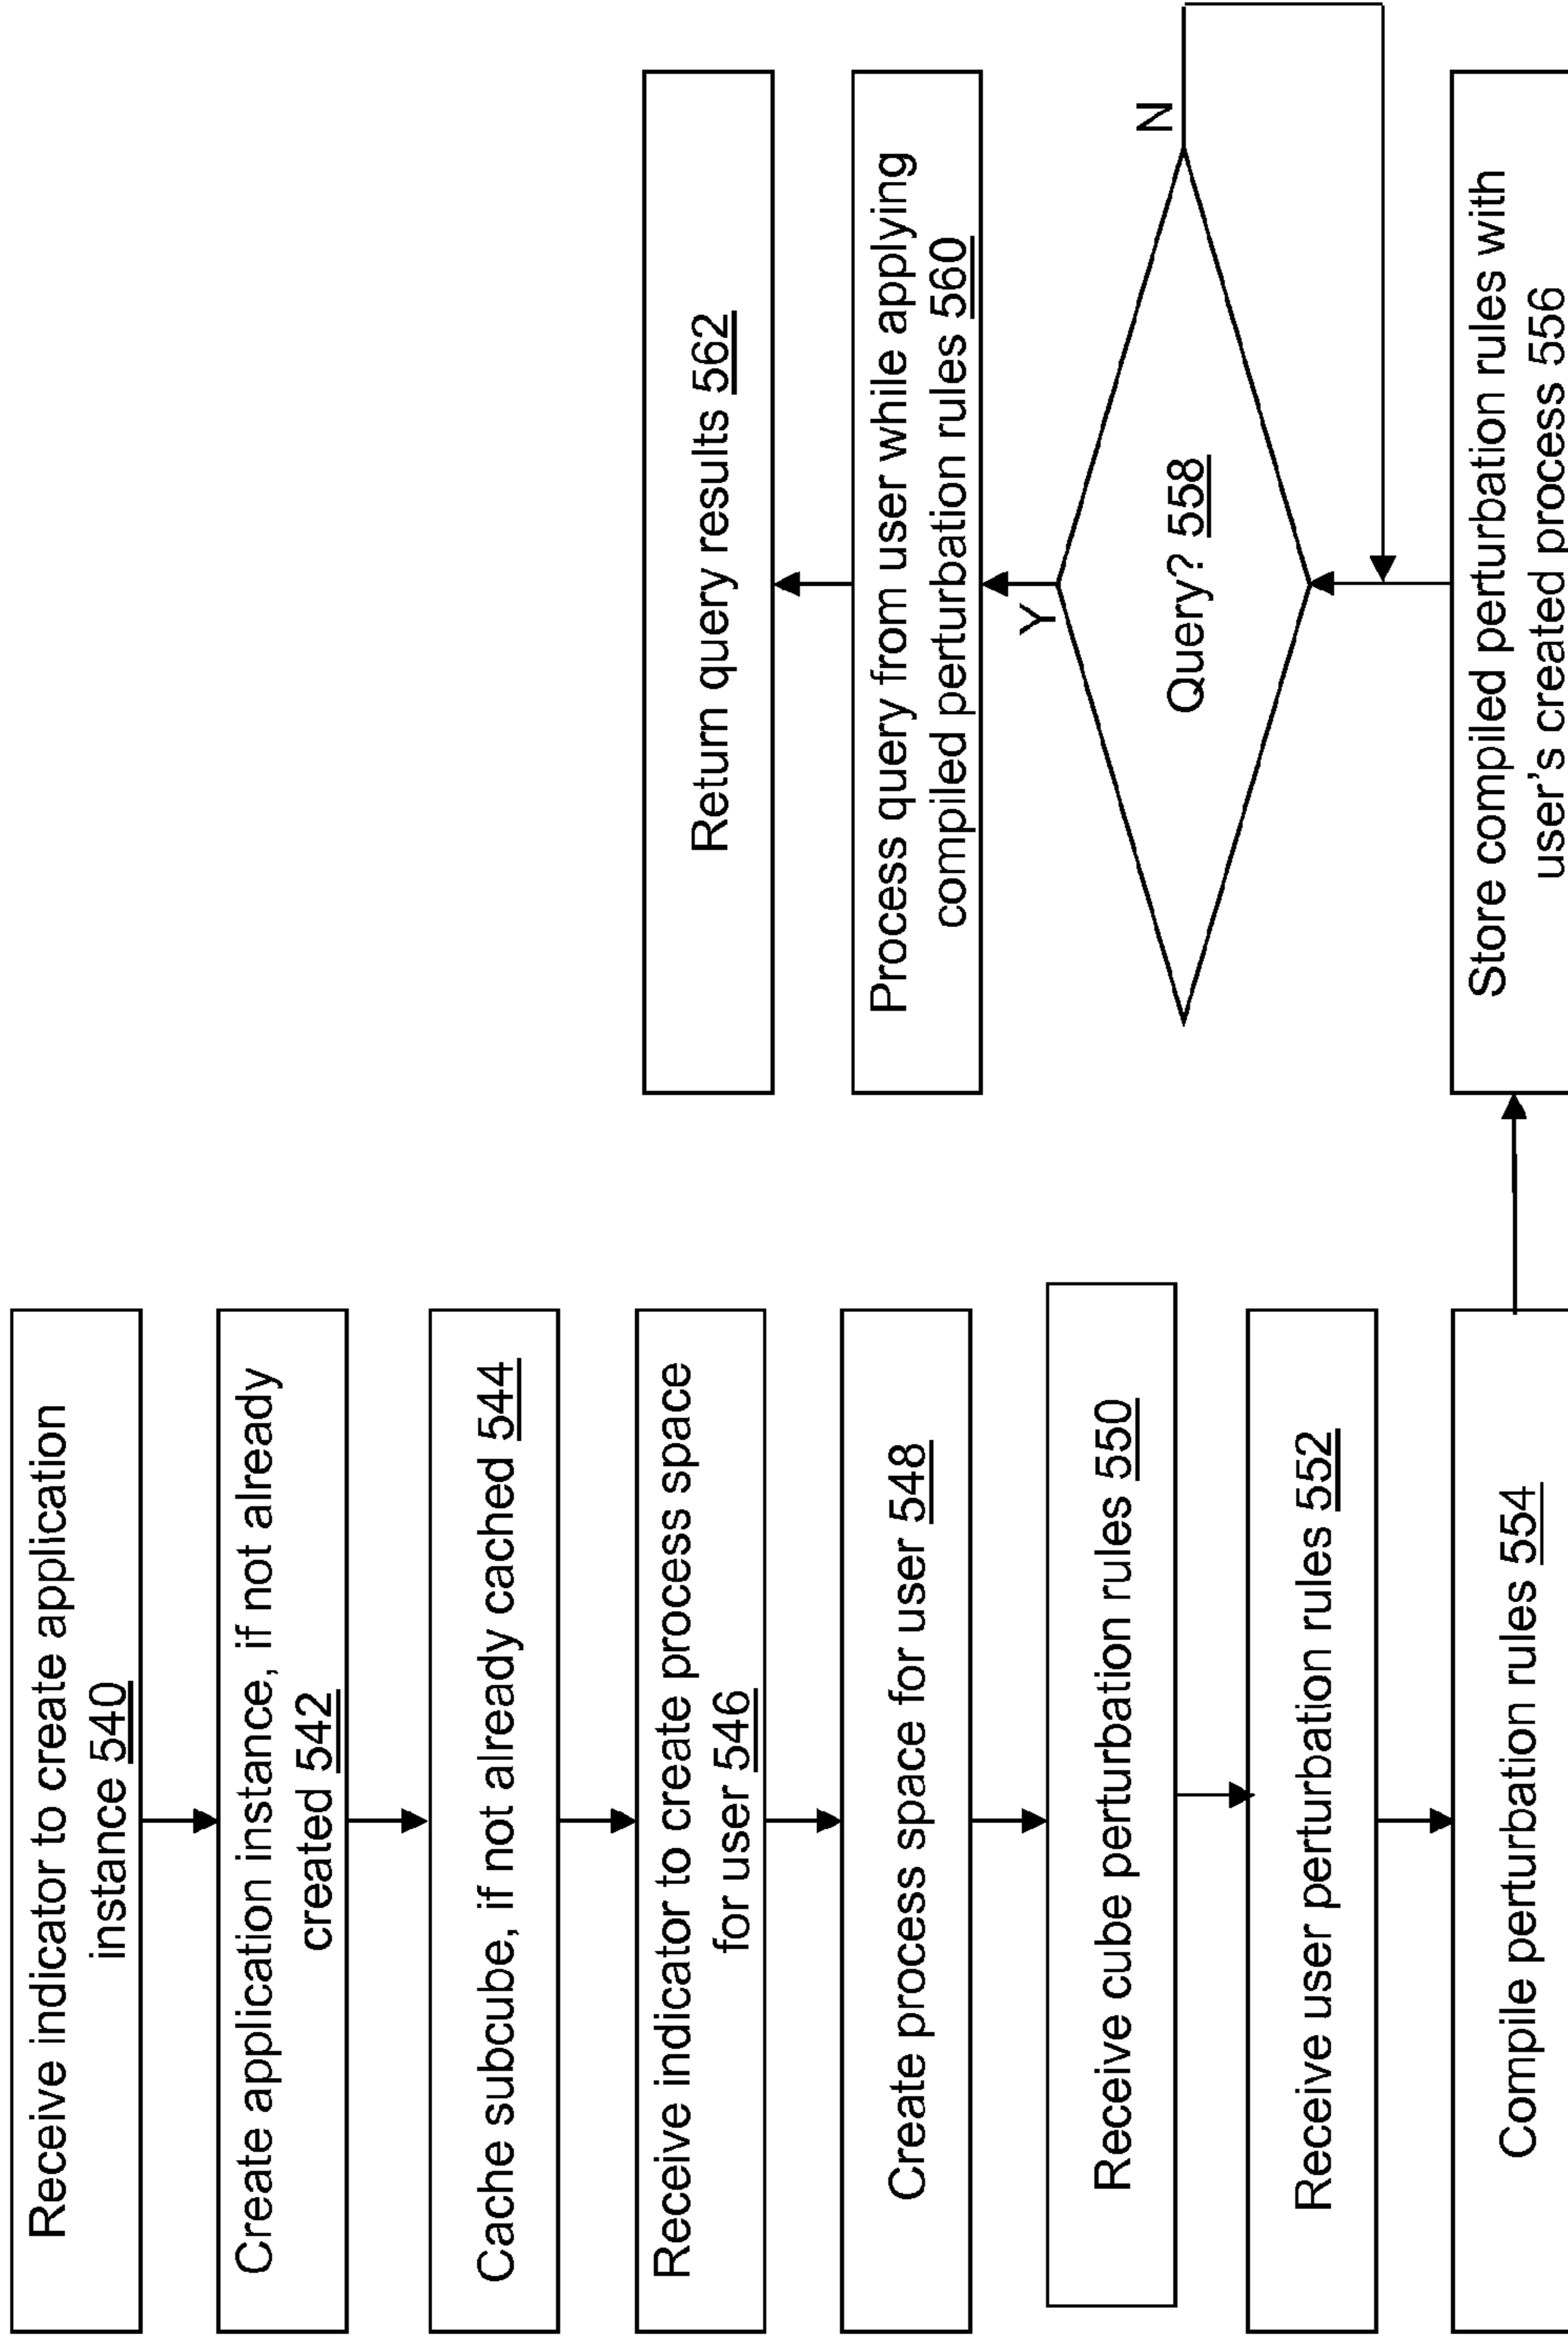 Receive indicator to create application
instance 540
Create application instance, if not already
created 542
Cache subcube, if not already cached 544
Receive indicator to create process space
for user 546
Create process space for user 548
Receive cube perturbation rules 550
Receive user perturbation rules 552
Compile perturbation rules 554
Store compiled perturbation rules with
user's created process 556
Query? 558
N
Y
Process query from user while applying
compiled perturbation rules 560
Return query results 562